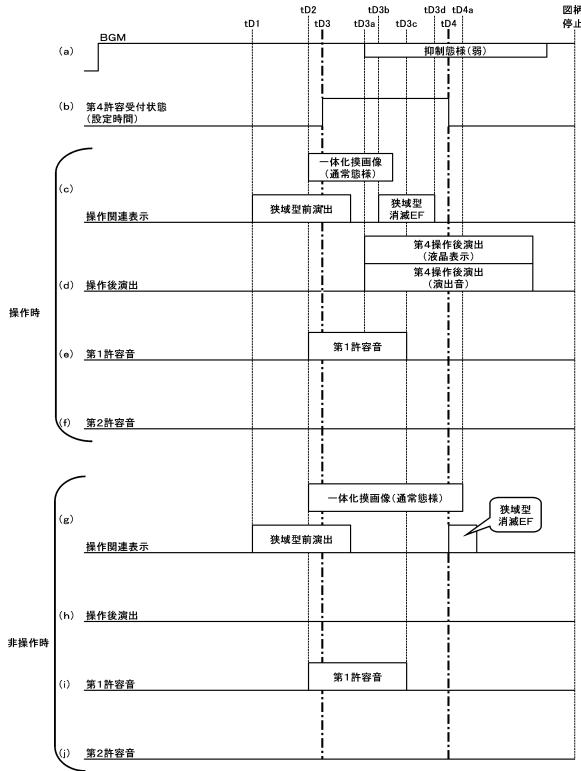 tD2 tD3b tD3d tD4a 図柄
tD1 tD3 tD3a tD3c tD4 停止
BGM
(a) 抑制態様(弱)
(b) 第4許容受付状態
(設定時間)
一体化摸画像
(通常態様)
(c)
狭域型前演出 狭域型
消滅EF
操作関連表示
第4操作後演出
(液晶表示)
第4操作後演出
(演出音)
(d) 操作後演出
操作時
(e) 第1許容音 第1許容音
(f) 第2許容音
一体化摸画像(通常態様)
(g) 狭域型
消滅EF
狭域型前演出
操作関連表示
(h) 操作後演出
非操作時
(i) 第1許容音 第1許容音
(j) 第2許容音